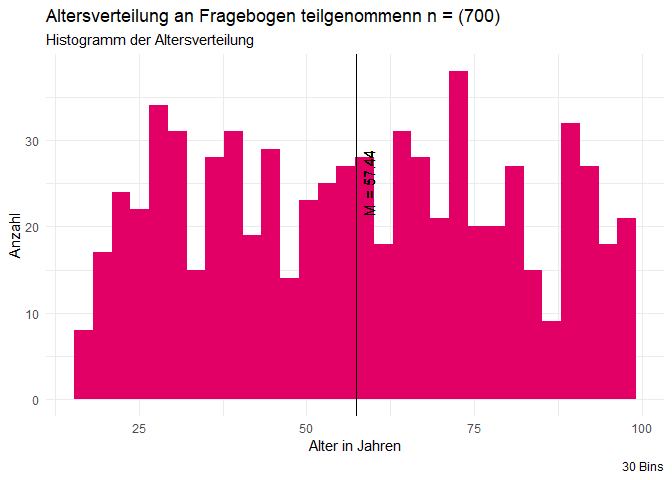 Altersverteilung an Fragebogen teilgenommenn n = (700)
Histogramm der Altersverteilung
Anzahl
30
20
10
0
M = 57.44
25
50
75
100
Alter in Jahren
30 Bins